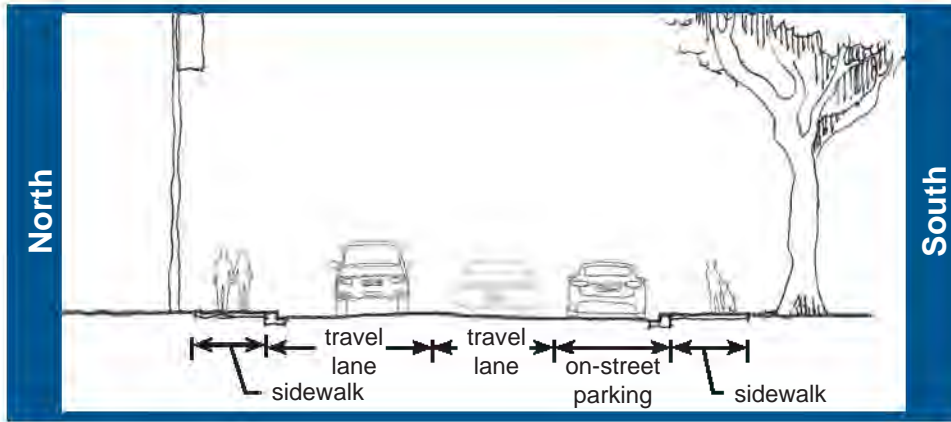 North
South
travel
lane
travel
lane
on-street
parking
sidewalk
sidewalk